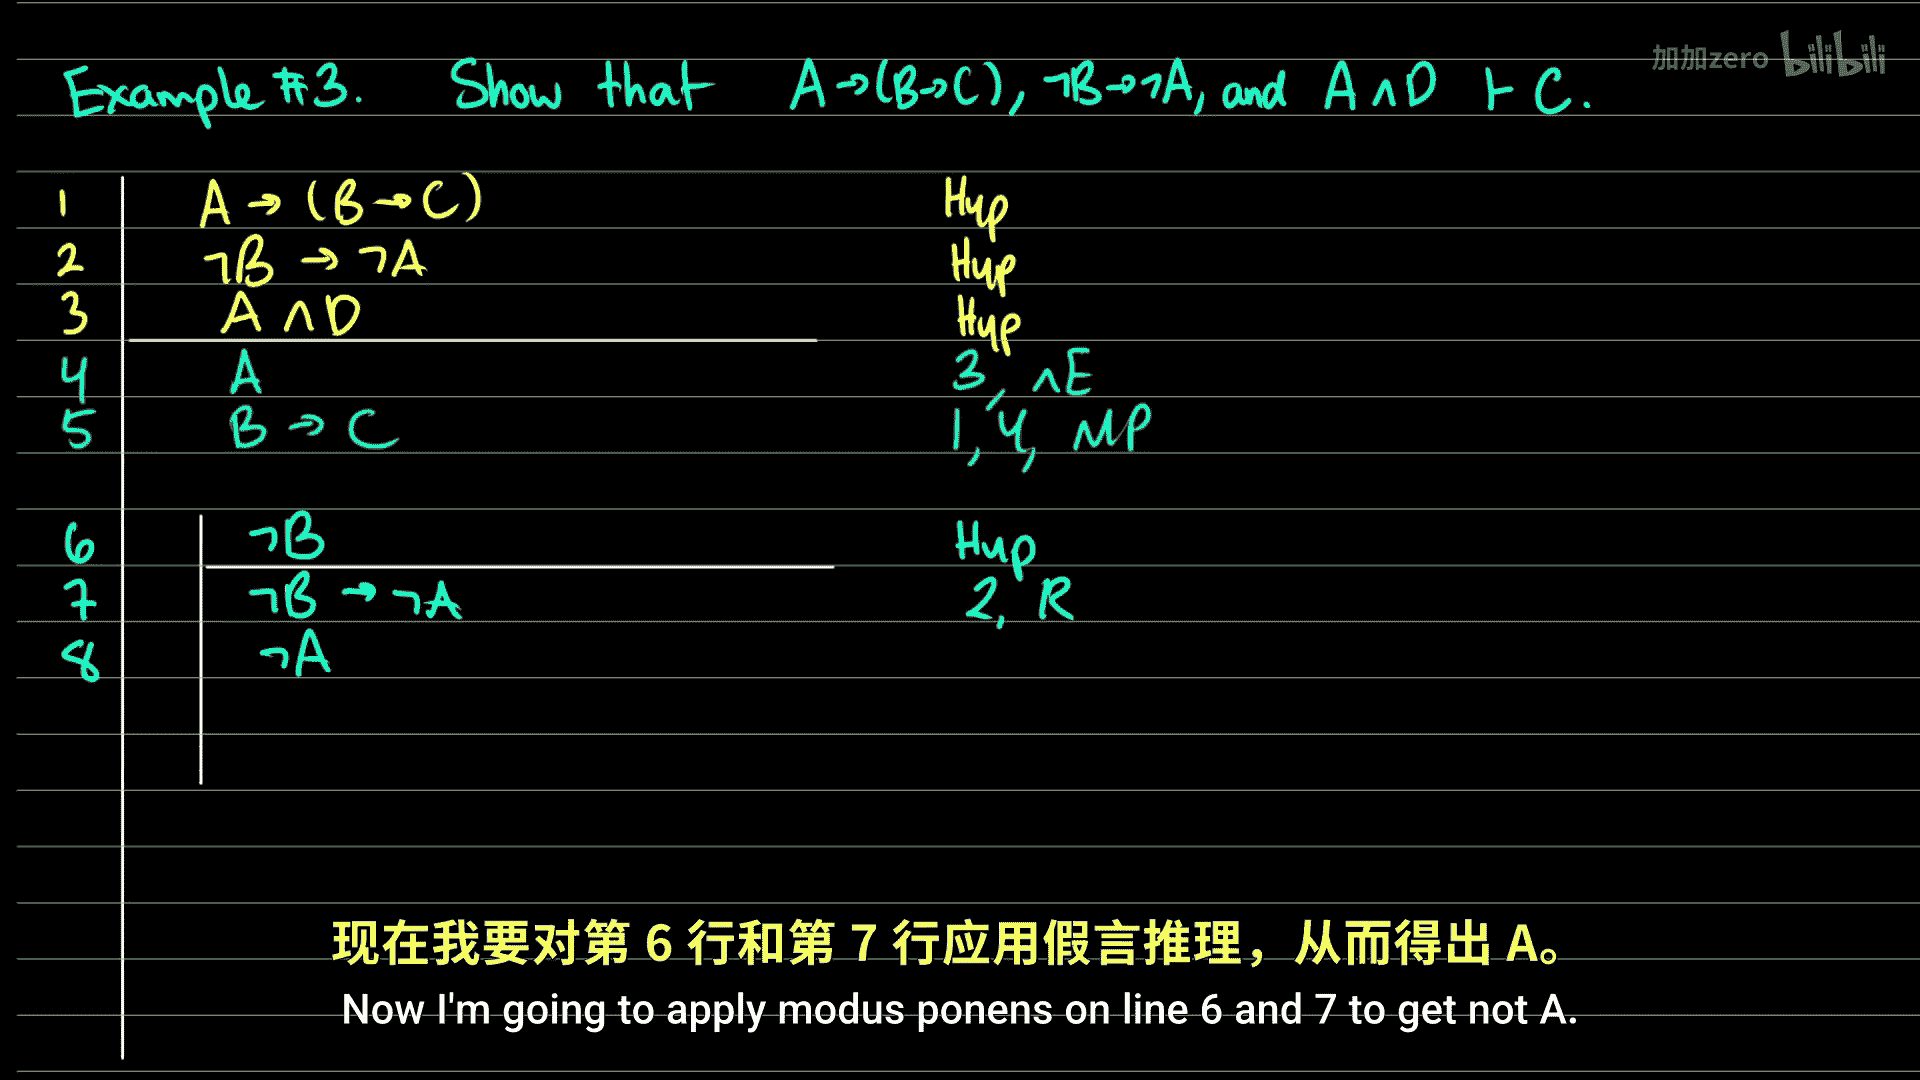 加加zero bilibili
Example #3. Show that A→(B→C), ¬B→¬A, and A∧D ⊢ C.
1 A → (B → C) Hyp
2 ¬B → ¬A Hyp
3 A ∧ D Hyp
4 A 3, ∧E
5 B → C 1, 4, MP
6 ¬B Hyp
7 ¬B → ¬A 2, R
8 ¬A
现在我要对第 6 行和第 7 行应用假言推理，从而得出 A。
Now I'm going to apply modus ponens on line 6 and 7 to get not A.